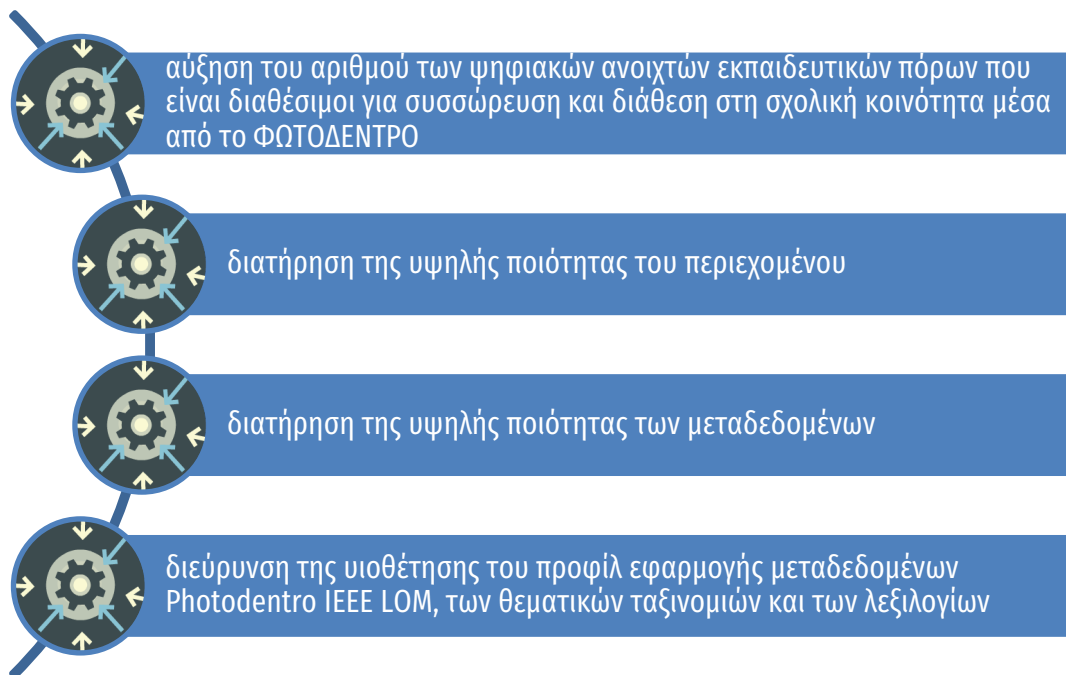 αύξηση του αριθμού των ψηφιακών ανοιχτών εκπαιδευτικών πόρων που
είναι διαθέσιμοι για συσσώρευση και διάθεση στη σχολική κοινότητα μέσα
από το ΦΩΤΟΔΕΝΤΡΟ
διατήρηση της υψηλής ποιότητας του περιεχομένου
διατήρηση της υψηλής ποιότητας των μεταδεδομένων
διεύρυνση της υιοθέτησης του προφίλ εφαρμογής μεταδεδομένων
Photodentro IEEE LOM, των θεματικών ταξινομιών και των λεξιλογίων